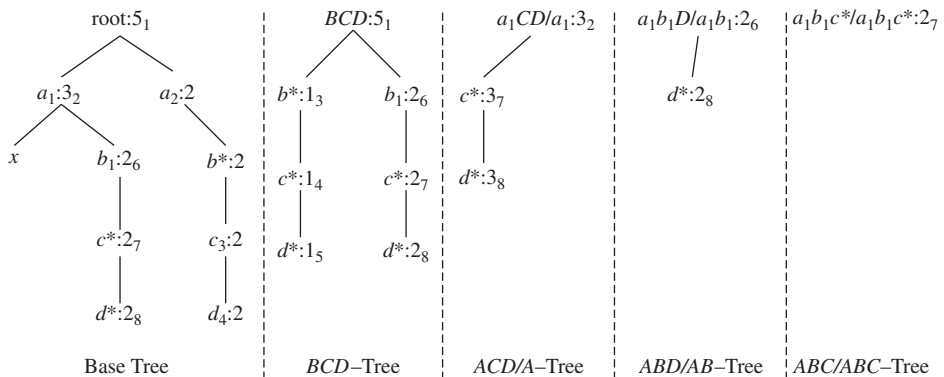 root:5₁ BCD:5₁ a₁CD/a₁:3₂ a₁b₁D/a₁b₁:2₆ a₁b₁c*/a₁b₁c*:2₇
a₁:3₂ a₂:2 b*:1₃ b₁:2₆ c*:3₇ d*:2₈
x b₁:2₆ b*:2 c*:1₄ c*:2₇ d*:3₈
c*:2₇ c₃:2 d*:1₅ d*:2₈
d*:2₈ d₄:2
Base Tree BCD–Tree ACD/A–Tree ABD/AB–Tree ABC/ABC–Tree